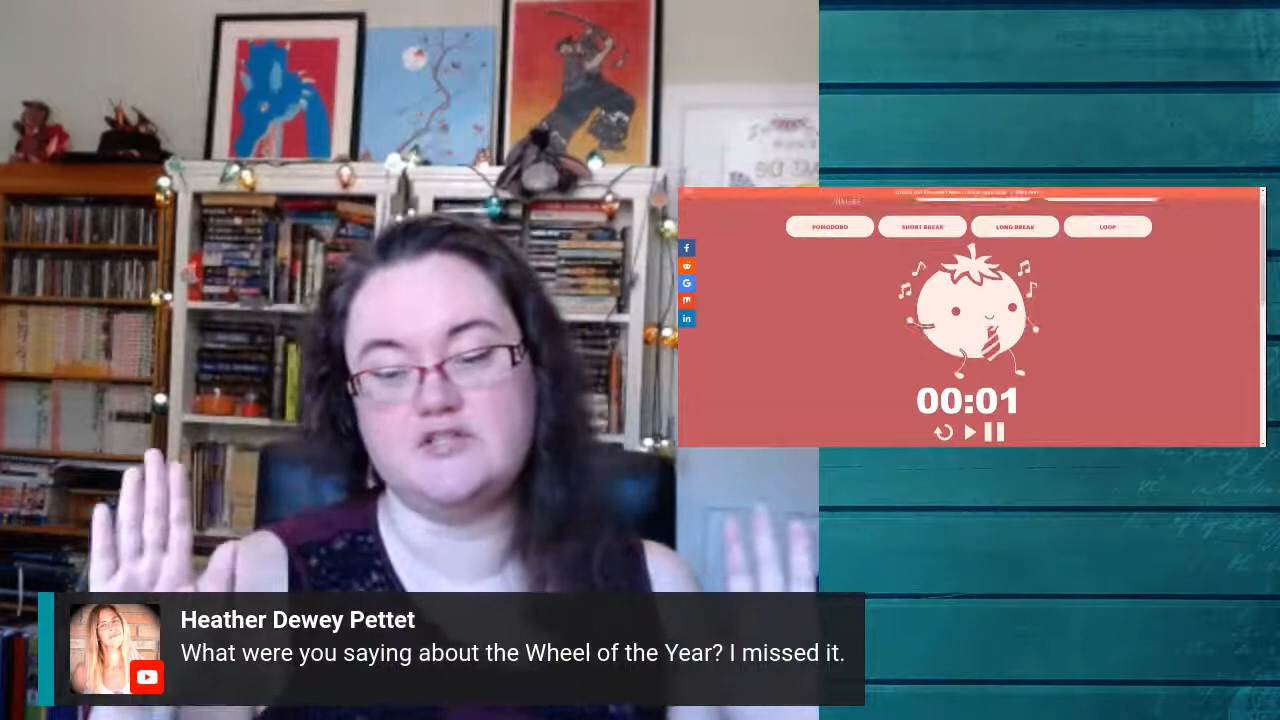 POMODORO
SHORT BREAK
LONG BREAK
LOOP
f
G
in
00:01
Heather Dewey Pettet
What were you saying about the Wheel of the Year? I missed it.